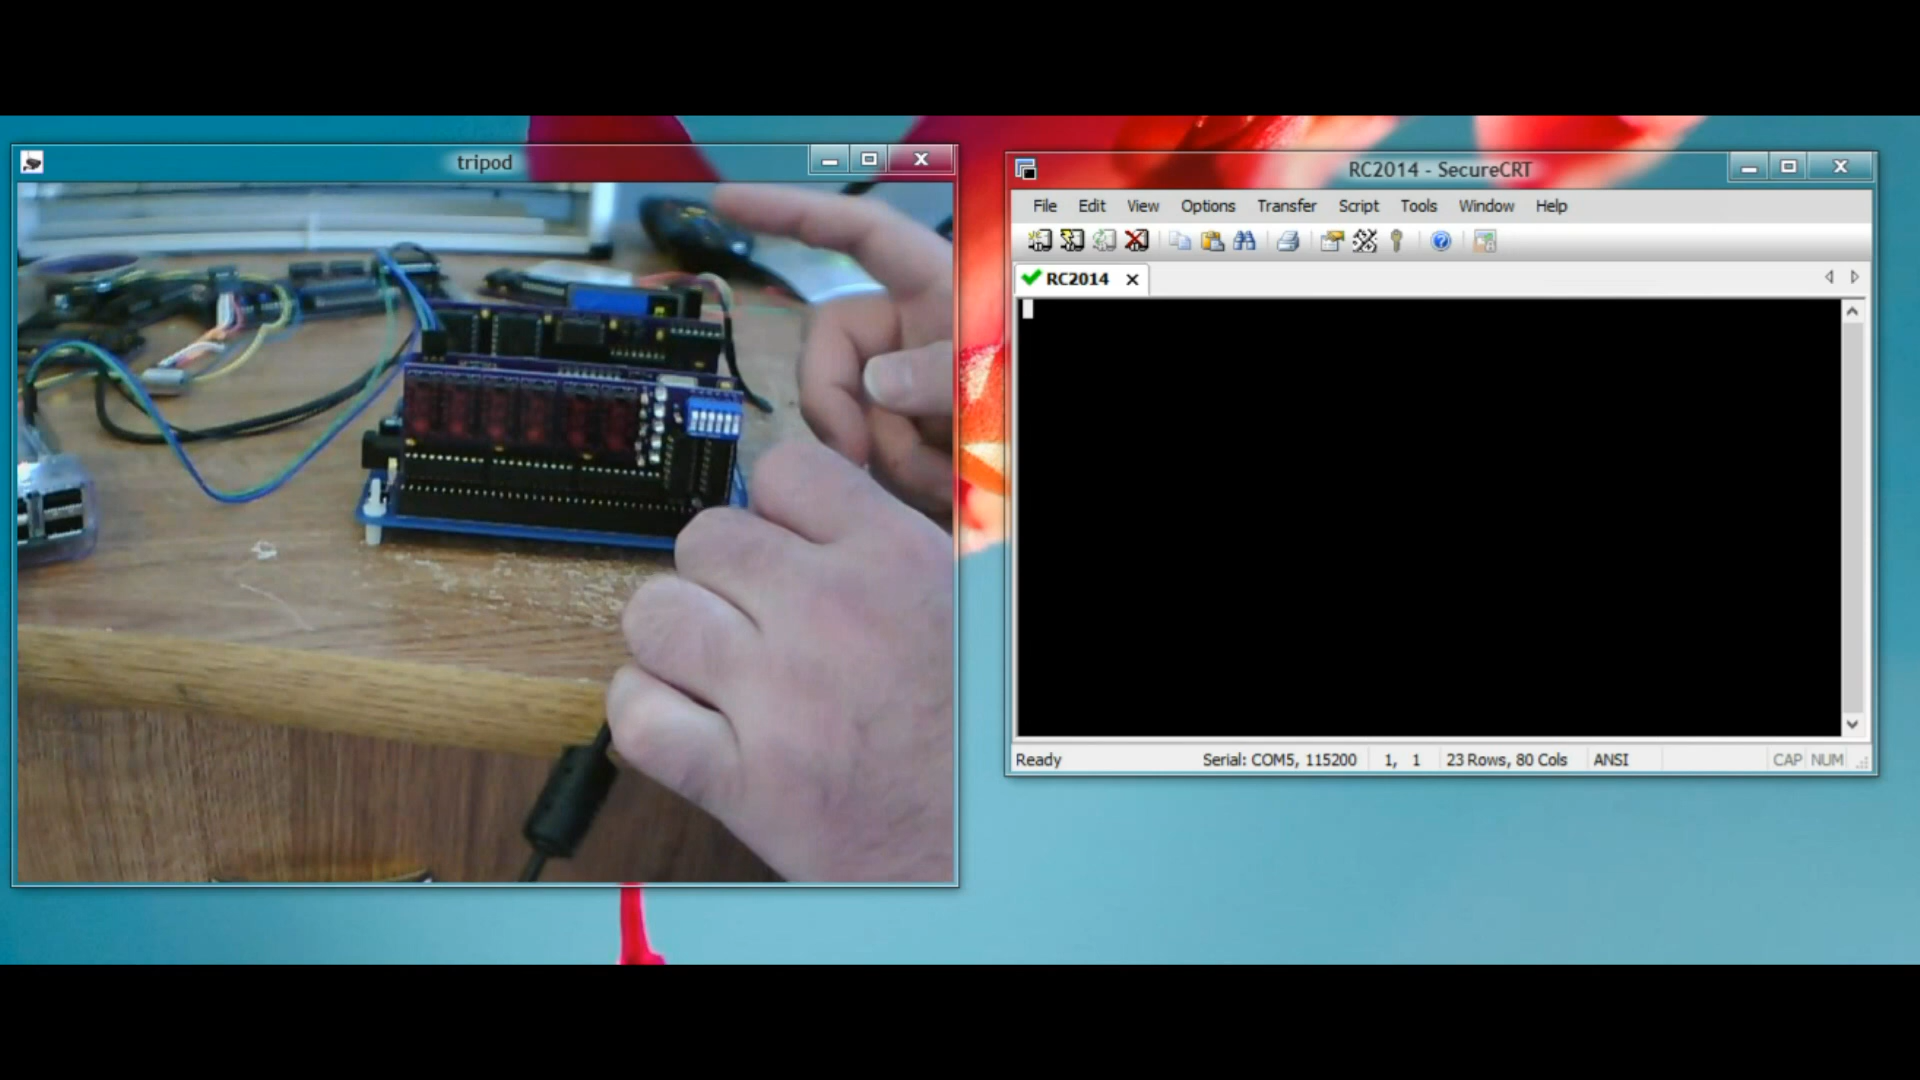 tripod
RC2014 - SecureCRT
File Edit View Options Transfer Script Tools Window Help
RC2014
Ready Serial: COM5, 115200 1, 1 23 Rows, 80 Cols ANSI CAP NUM